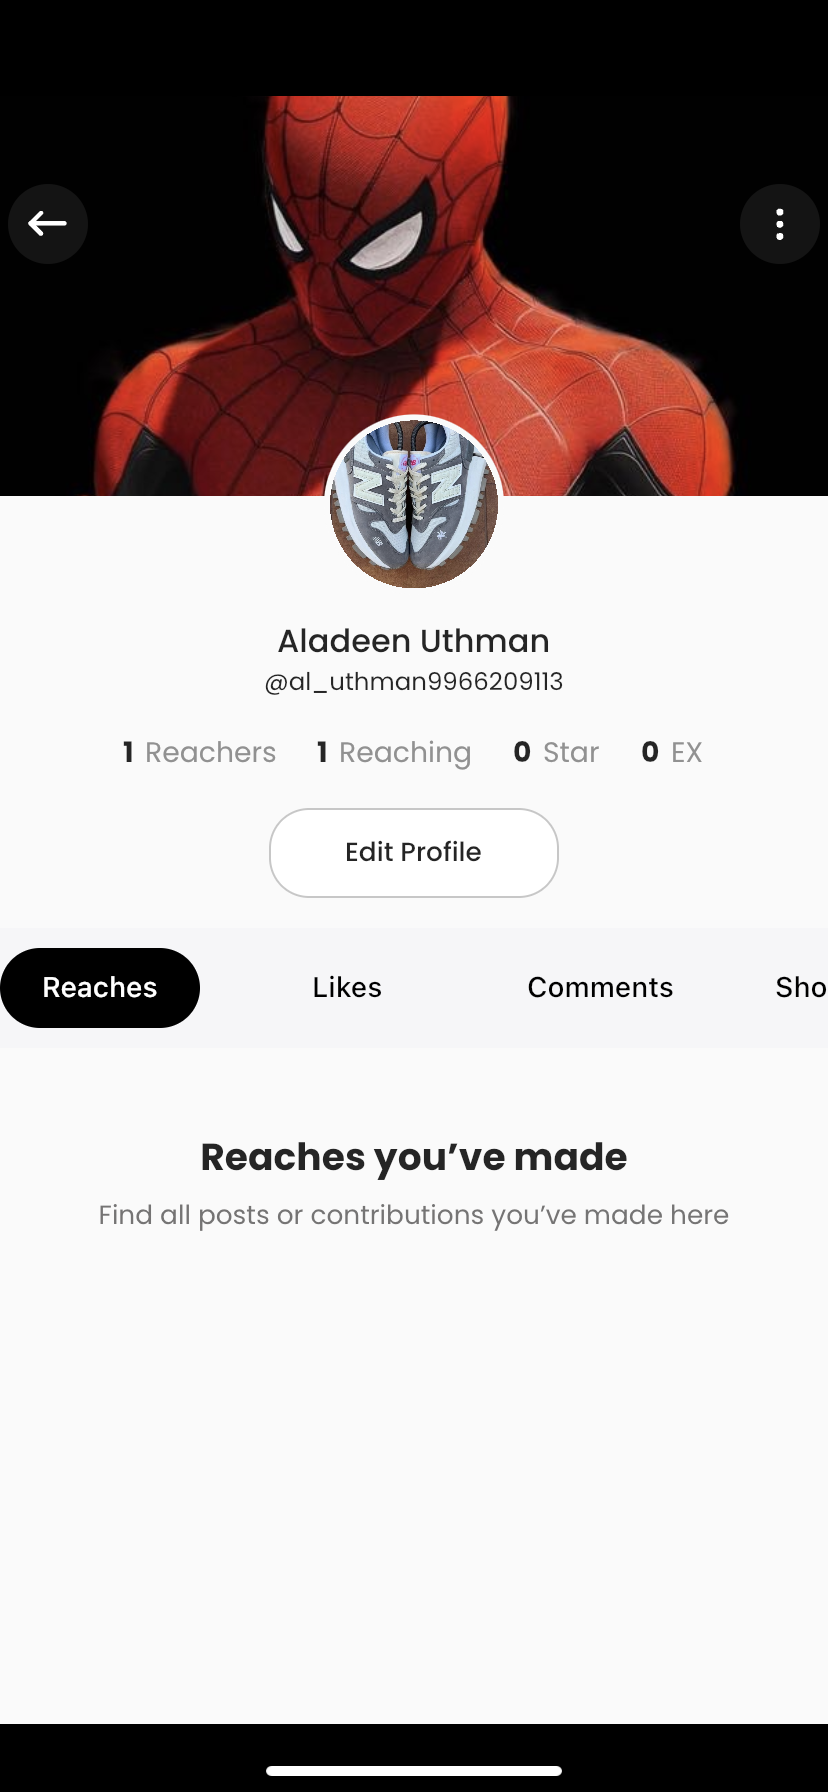 N N
Aladeen Uthman
@al_uthman9966209113
1 Reachers 1 Reaching 0 Star 0 EX
Edit Profile
Reaches Likes Comments Sho
Reaches you’ve made
Find all posts or contributions you’ve made here